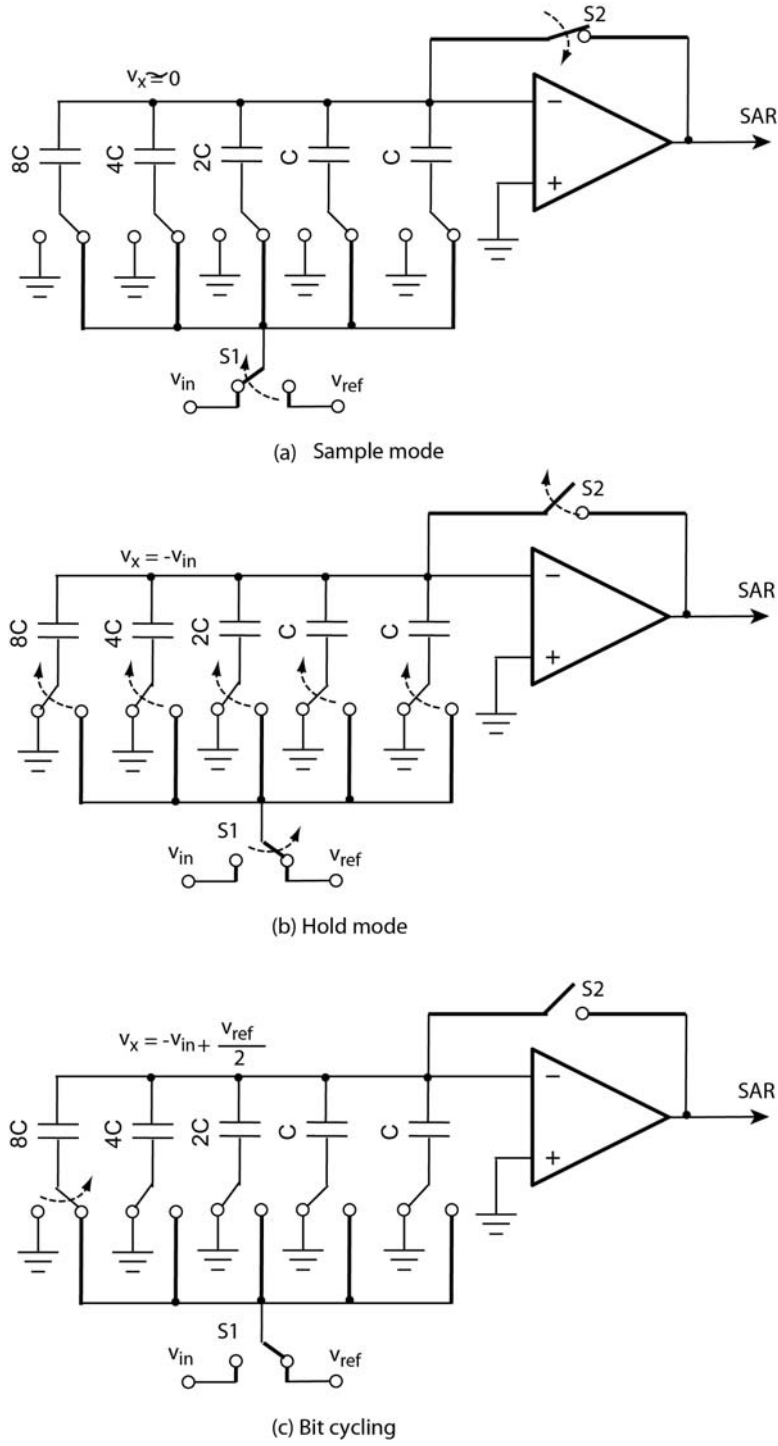 S2
vx≃0
8C
4C
2C
C
C
−
+
SAR
S1
vin
vref
(a) Sample mode
S2
vx = -vin
8C
4C
2C
C
C
−
+
SAR
S1
vin
vref
(b) Hold mode
S2
vx = -vin + vref/2
8C
4C
2C
C
C
−
+
SAR
S1
vin
vref
(c) Bit cycling